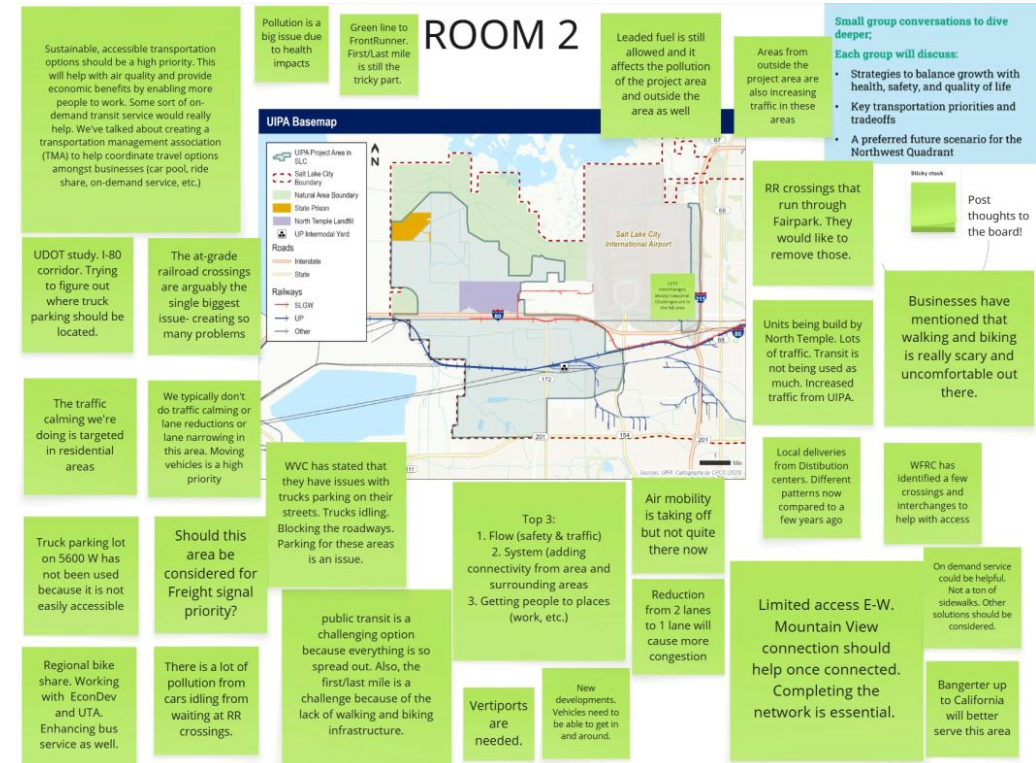 Sustainable, accessible transportation
options should be a high priority. This
will help with air quality and provide
economic benefits by enabling more
people to work. Some sort of on-
demand transit service would really
help. We've talked about creating a
transportation management association
(TMA) to help coordinate travel options
amongst businesses (car pool, ride
share, on-demand service, etc.)
Pollution is a
big issue due
to health
impacts
Green line to
FrontRunner.
First/Last mile
is still the
tricky part.
ROOM 2
Leaded fuel is still
allowed and it
affects the pollution
of the project area
and outside the
area as well
Areas from
outside the
project area are
also increasing
traffic in these
areas
Small group conversations to dive
deeper;
Each group will discuss:
• Strategies to balance growth with
health, safety, and quality of life
• Key transportation priorities and
tradeoffs
• A preferred future scenario for the
Northwest Quadrant
Sticky stack
Post
thoughts to
the board!
UIPA Basemap
UIPA Project Area in
SLC
Salt Lake City
Boundary
Natural Area Boundary
State Prison
North Temple Landfill
UP Intermodal Yard
Roads
Interstate
State
Railways
SLGW
UP
Other
N
Salt Lake City
International Airport
67
68
215
80
80
68
172
201
154
201
111
Mile
RR crossings that
run through
Fairpark. They
would like to
remove those.
UDOT study. I-80
corridor. Trying
to figure out
where truck
parking should be
located.
The at-grade
railroad crossings
are arguably the
single biggest
issue- creating so
many problems
Units being build by
North Temple. Lots
of traffic. Transit is
not being used as
much. Increased
traffic from UIPA.
Businesses have
mentioned that
walking and biking
is really scary and
uncomfortable out
there.
The traffic
calming we're
doing is targeted
in residential
areas
We typically don't
do traffic calming or
lane reductions or
lane narrowing in
this area. Moving
vehicles is a high
priority
WVC has stated that
they have issues with
trucks parking on their
streets. Trucks idling.
Blocking the roadways.
Parking for these areas
is an issue.
Top 3:
1. Flow (safety & traffic)
2. System (adding
connectivity from area and
surrounding areas
3. Getting people to places
(work, etc.)
Air mobility
is taking off
but not quite
there now
Local deliveries
from Distibution
centers. Different
patterns now
compared to a
few years ago
WFRC has
identified a few
crossings and
interchanges to
help with access
Truck parking lot
on 5600 W has
not been used
because it is not
easily accessible
Should this
area be
considered for
Freight signal
priority?
public transit is a
challenging option
because everything is so
spread out. Also, the
first/last mile is a
challenge because of the
lack of walking and biking
infrastructure.
Reduction
from 2 lanes
to 1 lane will
cause more
congestion
Limited access E-W.
Mountain View
connection should
help once connected.
Completing the
network is essential.
On demand service
could be helpful.
Not a ton of
sidewalks. Other
solutions should be
considered.
Regional bike
share. Working
with EconDev
and UTA.
Enhancing bus
service as well.
There is a lot of
pollution from
cars idling from
waiting at RR
crossings.
Vertiports
are
needed.
New
developments.
Vehicles need to
be able to get in
and around.
Bangerter up
to California
will better
serve this area